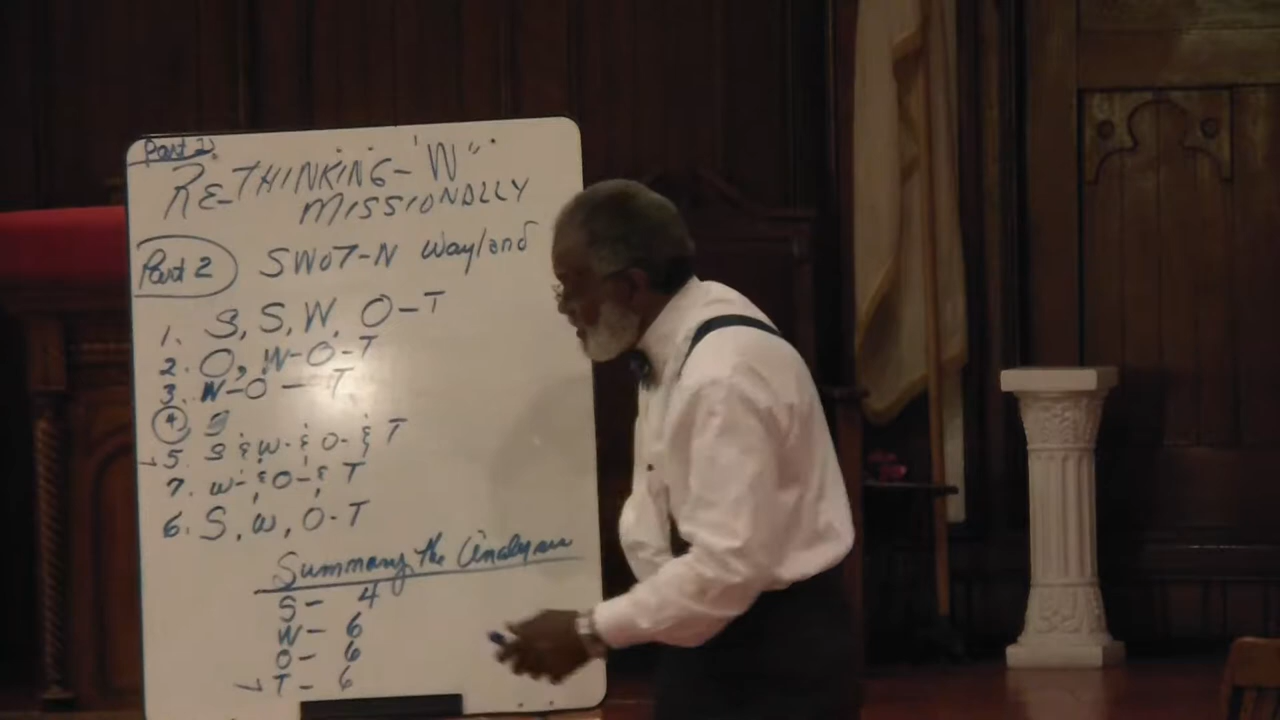 Part 2
RE-THINKING-"W"
MISSIONALLY
Part 2 SWOT-N Wayland
1. S, S, W, O-T
2. O, W-O-T
3. W-O-T
4 S
5. S & W-& O-& T
7. W-& O-& T
6. S, W, O-T
Summary the Analysis
S- 4
W- 6
O- 6
T- 6